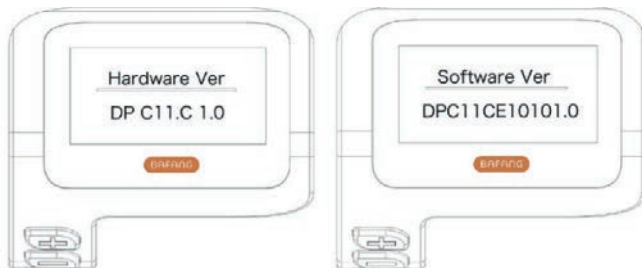 Hardware Ver
DP C11.C 1.0
BAFANG
Software Ver
DPC11CE10101.0
BAFANG